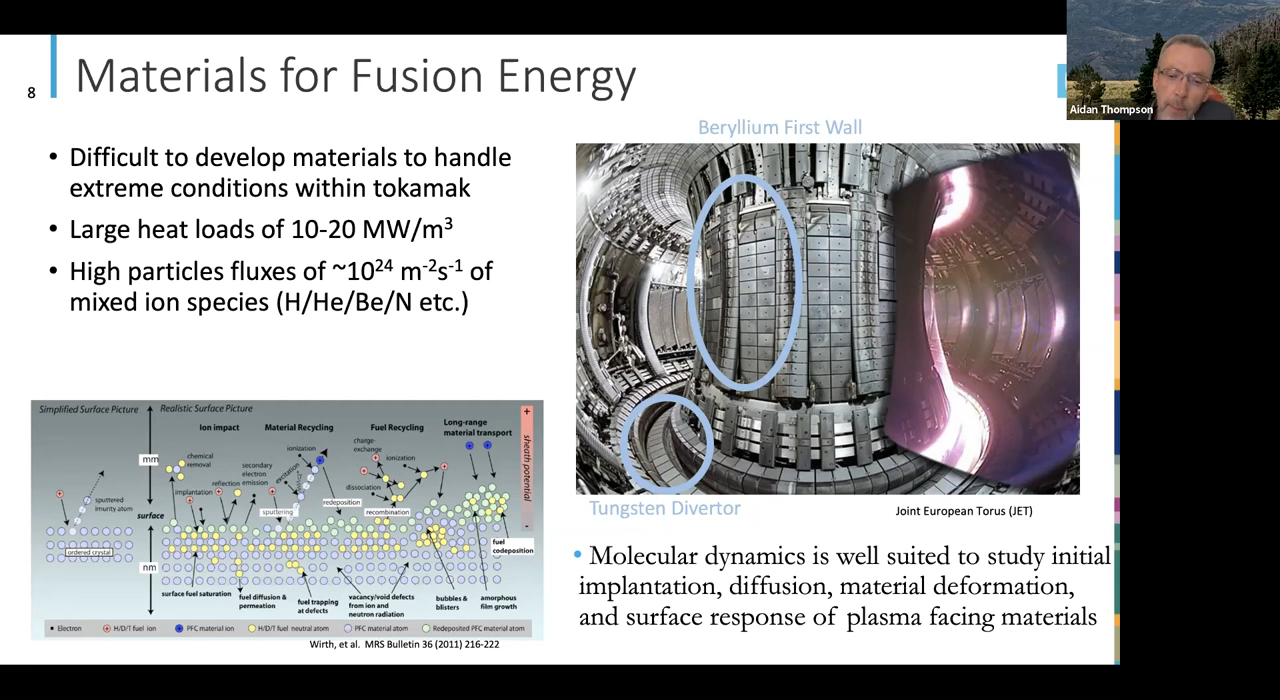 Materials for Fusion Energy
8
Aidan Thompson
• Difficult to develop materials to handle
extreme conditions within tokamak
• Large heat loads of 10-20 MW/m³
• High particles fluxes of ~10²⁴ m⁻²s⁻¹ of
mixed ion species (H/He/Be/N etc.)
Beryllium First Wall
Tungsten Divertor
Joint European Torus (JET)
• Molecular dynamics is well suited to study initial
implantation, diffusion, material deformation,
and surface response of plasma facing materials
Simplified Surface Picture
Realistic Surface Picture
Ion impact
Material Recycling
Fuel Recycling
Long-range
material transport
+
sheath potential
-
mm
surface
nm
sputtered
imurity atom
ordered crystal
chemical
removal
implantation
reflection
secondary
electron
emission
ionization
excitation
sputtering
redeposition
charge-
exchange
ionization
dissociation
recombination
fuel
codeposition
surface fuel saturation
fuel diffusion &
permeation
fuel trapping
at defects
vacancy/void defects
from ion and
neutron radiation
bubbles &
blisters
amorphous
film growth
Electron
H/D/T fuel ion
PFC material ion
H/D/T fuel neutral atom
PFC material atom
Redeposited PFC material atom
Wirth, et al. MRS Bulletin 36 (2011) 216-222